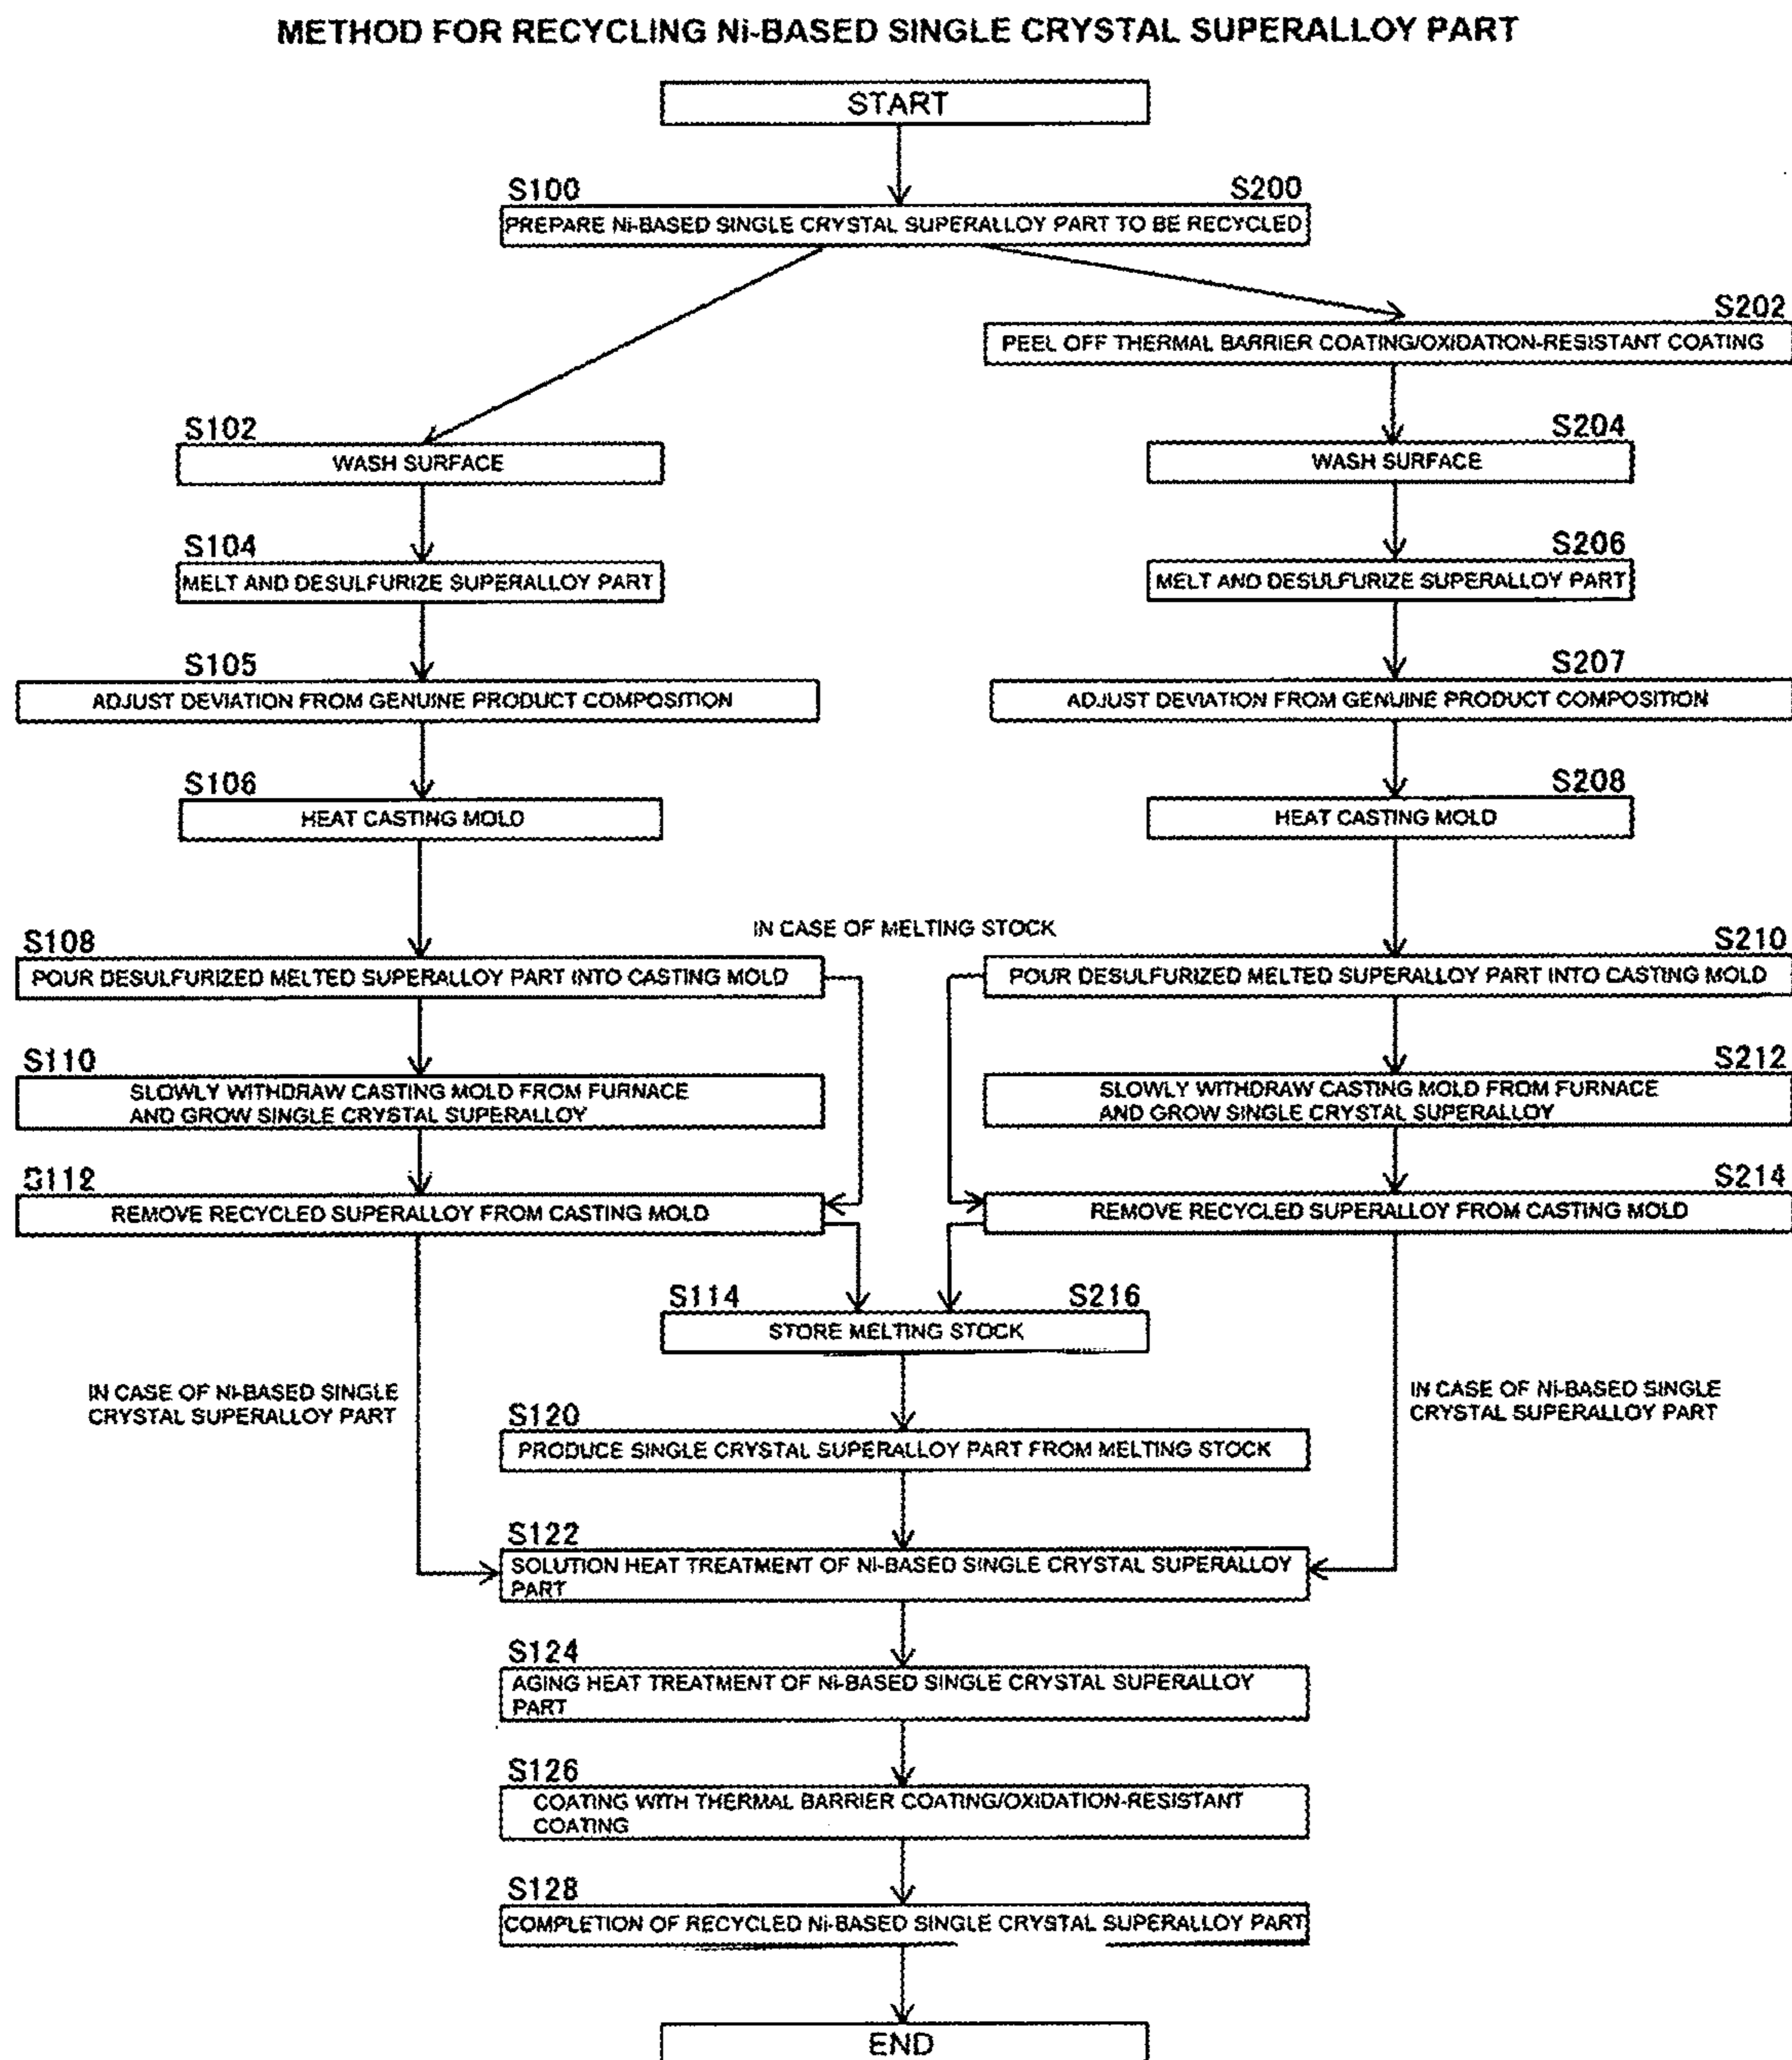 METHOD FOR RECYCLING Ni-BASED SINGLE CRYSTAL SUPERALLOY PART
START
S100
S200
PREPARE Ni-BASED SINGLE CRYSTAL SUPERALLOY PART TO BE RECYCLED
S202
PEEL OFF THERMAL BARRIER COATING/OXIDATION-RESISTANT COATING
S102
WASH SURFACE
S204
WASH SURFACE
S104
MELT AND DESULFURIZE SUPERALLOY PART
S206
MELT AND DESULFURIZE SUPERALLOY PART
S105
ADJUST DEVIATION FROM GENUINE PRODUCT COMPOSITION
S207
ADJUST DEVIATION FROM GENUINE PRODUCT COMPOSITION
S106
HEAT CASTING MOLD
S208
HEAT CASTING MOLD
IN CASE OF MELTING STOCK
S108
POUR DESULFURIZED MELTED SUPERALLOY PART INTO CASTING MOLD
S210
POUR DESULFURIZED MELTED SUPERALLOY PART INTO CASTING MOLD
S110
SLOWLY WITHDRAW CASTING MOLD FROM FURNACE
AND GROW SINGLE CRYSTAL SUPERALLOY
S212
SLOWLY WITHDRAW CASTING MOLD FROM FURNACE
AND GROW SINGLE CRYSTAL SUPERALLOY
S112
REMOVE RECYCLED SUPERALLOY FROM CASTING MOLD
S214
REMOVE RECYCLED SUPERALLOY FROM CASTING MOLD
S114
S216
STORE MELTING STOCK
IN CASE OF Ni-BASED SINGLE
CRYSTAL SUPERALLOY PART
IN CASE OF Ni-BASED SINGLE
CRYSTAL SUPERALLOY PART
S120
PRODUCE SINGLE CRYSTAL SUPERALLOY PART FROM MELTING STOCK
S122
SOLUTION HEAT TREATMENT OF Ni-BASED SINGLE CRYSTAL SUPERALLOY
PART
S124
AGING HEAT TREATMENT OF Ni-BASED SINGLE CRYSTAL SUPERALLOY
PART
S126
COATING WITH THERMAL BARRIER COATING/OXIDATION-RESISTANT
COATING
S128
COMPLETION OF RECYCLED Ni-BASED SINGLE CRYSTAL SUPERALLOY PART
END